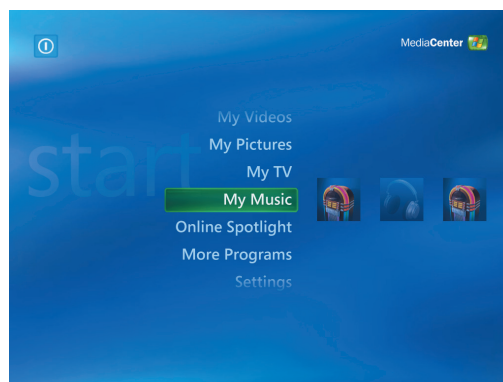 MediaCenter
start
My Videos
My Pictures
My TV
My Music
Online Spotlight
More Programs
Settings